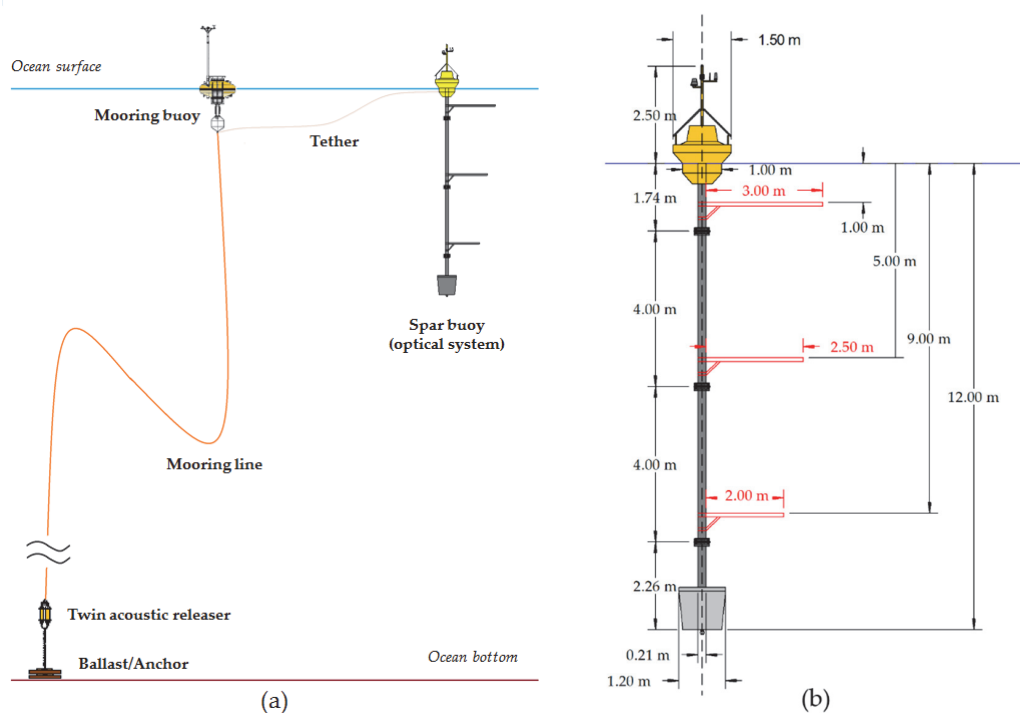 Ocean surface
Mooring buoy
Tether
Spar buoy
(optical system)
Mooring line
Twin acoustic releaser
Ballast/Anchor
Ocean bottom
(a)
1.50 m
2.50 m
1.00 m
3.00 m
1.74 m
1.00 m
5.00 m
4.00 m
9.00 m
2.50 m
12.00 m
4.00 m
2.00 m
2.26 m
0.21 m
1.20 m
(b)